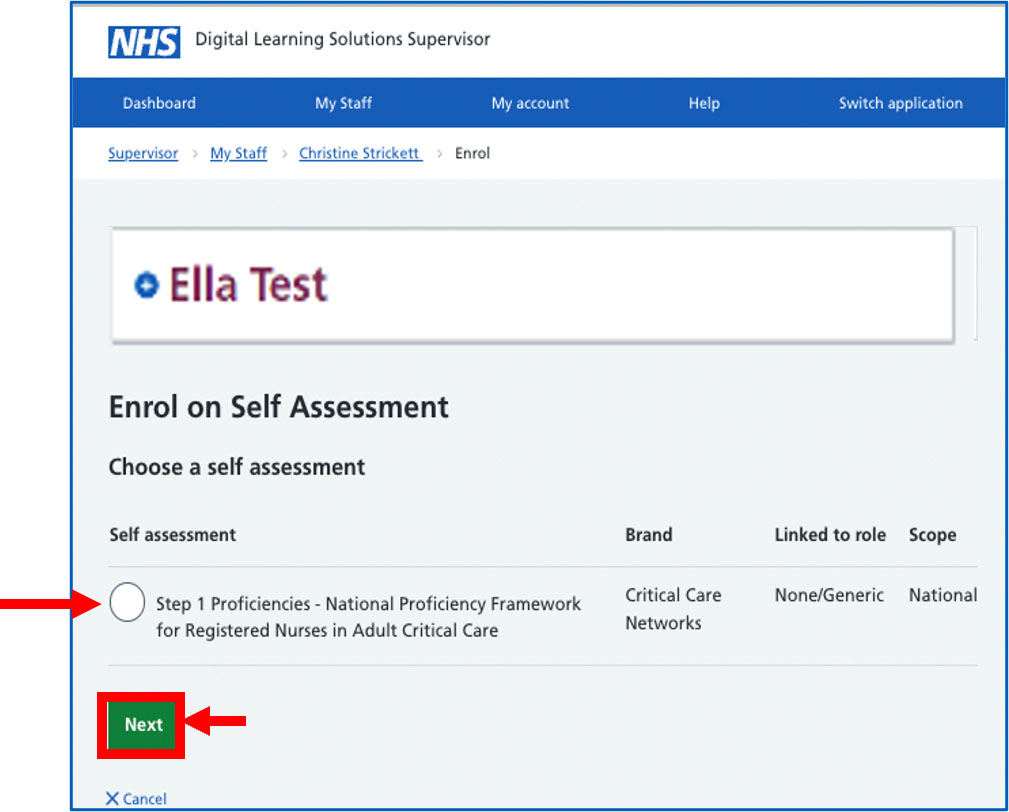 NHS Digital Learning Solutions Supervisor
Dashboard My Staff My account Help Switch application
Supervisor > My Staff > Christine Strickett > Enrol
Ella Test
Enrol on Self Assessment
Choose a self assessment
Self assessment Brand Linked to role Scope
Step 1 Proficiencies - National Proficiency Framework
for Registered Nurses in Adult Critical Care
Critical Care
Networks
None/Generic
National
Next
Cancel